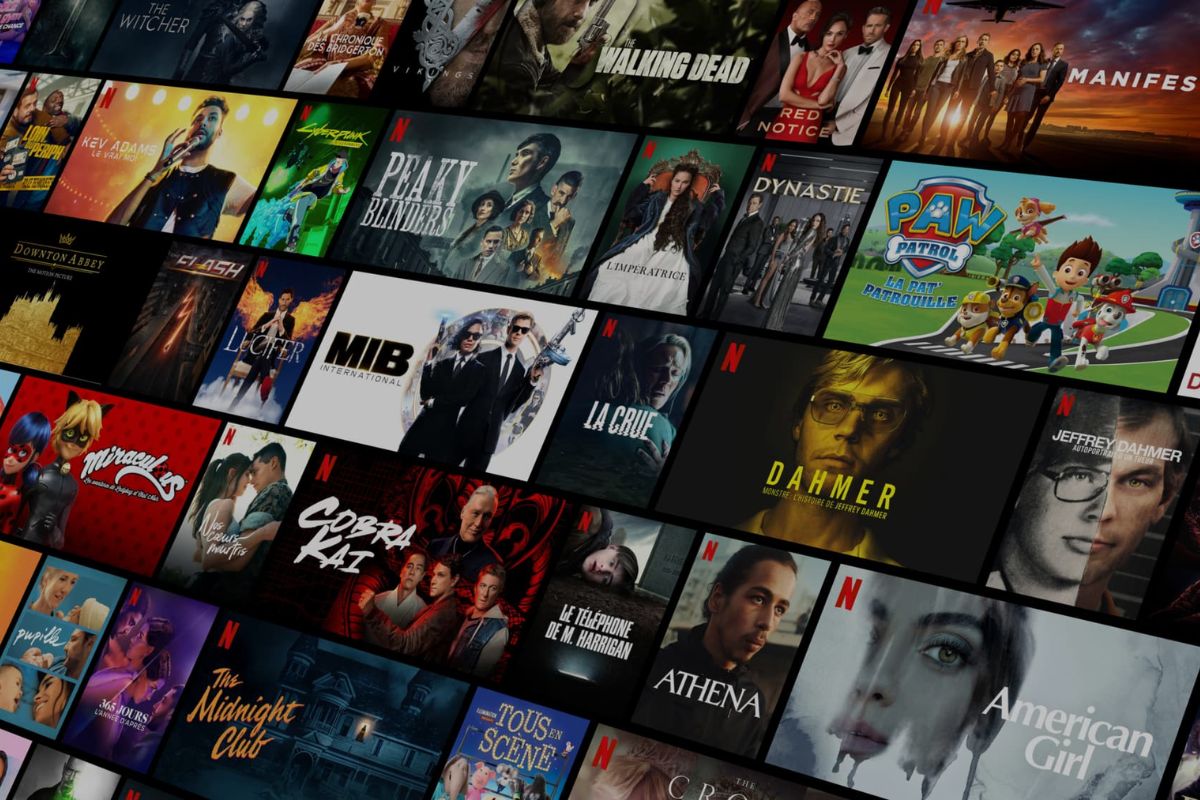 THE
WITCHER
LA CHRONIQUE
DES BRIDGERTON
VIKINGS
THE
WALKING DEAD
RED
NOTICE
MANIFES
KEV ADAMS
LE VRAI MOI
CYBERPUNK
PEAKY
BLINDERS
L'IMPÉRATRICE
DYNASTIE
PAW
PATROL
LA PAT'
PATROUILLE
DOWNTON ABBEY
THE MOTION PICTURE
FLASH
LUCIFER
MIB
INTERNATIONAL
LA CRUE
DAHMER
MONSTRE : L'HISTOIRE DE JEFFREY DAHMER
JEFFREY DAHMER
AUTOPORTRAIT
miraculous
Nos
cœurs
meurtris
COBRA
KAI
LE TÉLÉPHONE
DE M. HARRIGAN
ATHENA
American
Girl
pupille
365 JOURS
L'ANNÉE D'APRÈS
The
Midnight
Club
ILLUMINATION
TOUS
EN
SCÈNE
THE